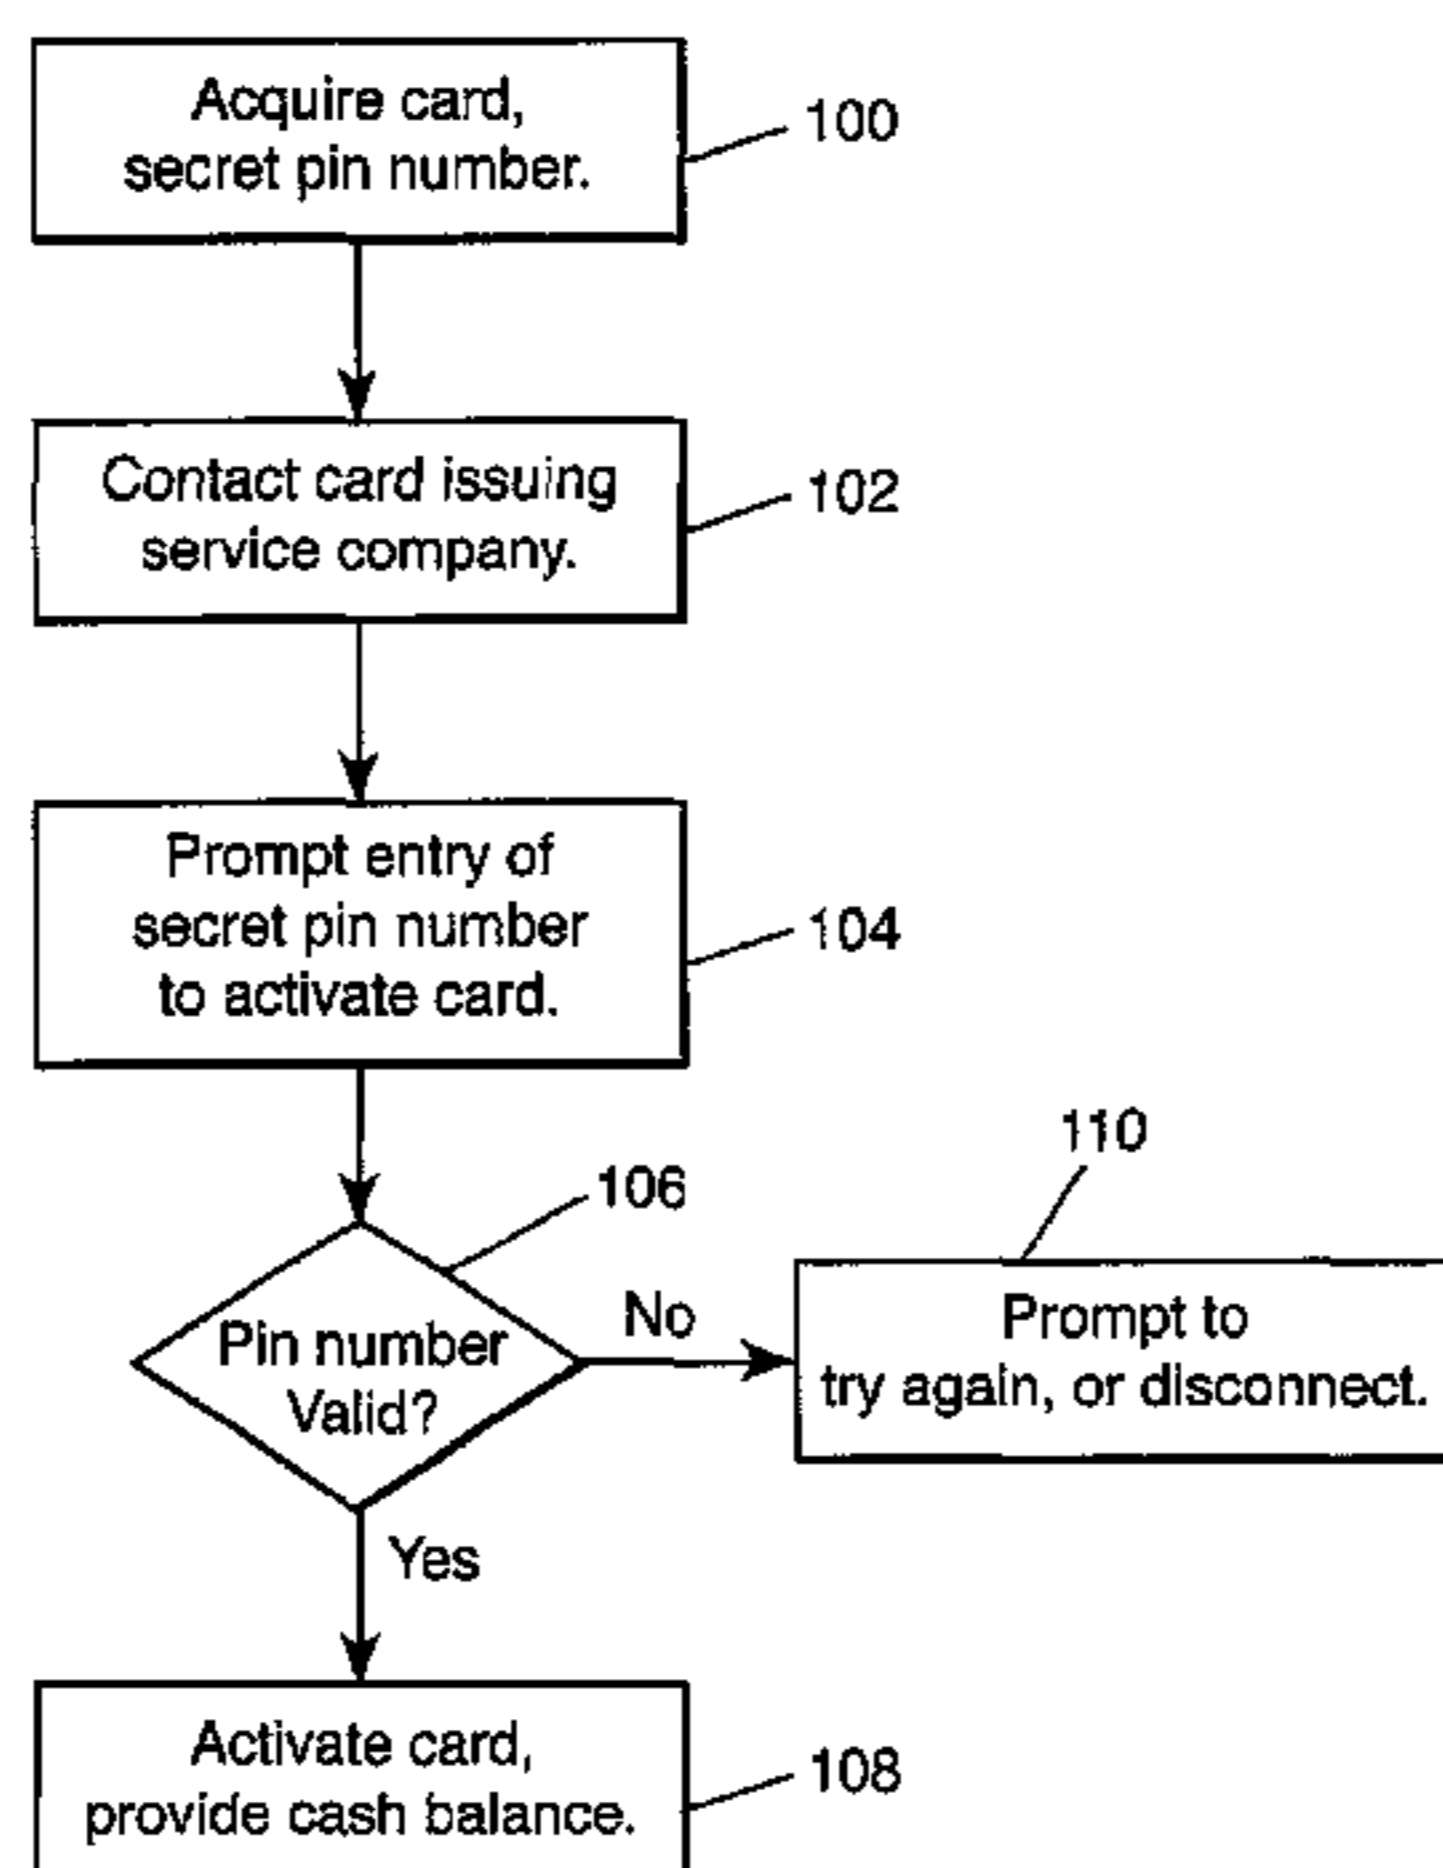 Acquire card,
secret pin number.
100
Contact card issuing
service company.
102
Prompt entry of
secret pin number
to activate card.
104
106
Pin number
Valid?
No
110
Prompt to
try again, or disconnect.
Yes
Activate card,
provide cash balance.
108